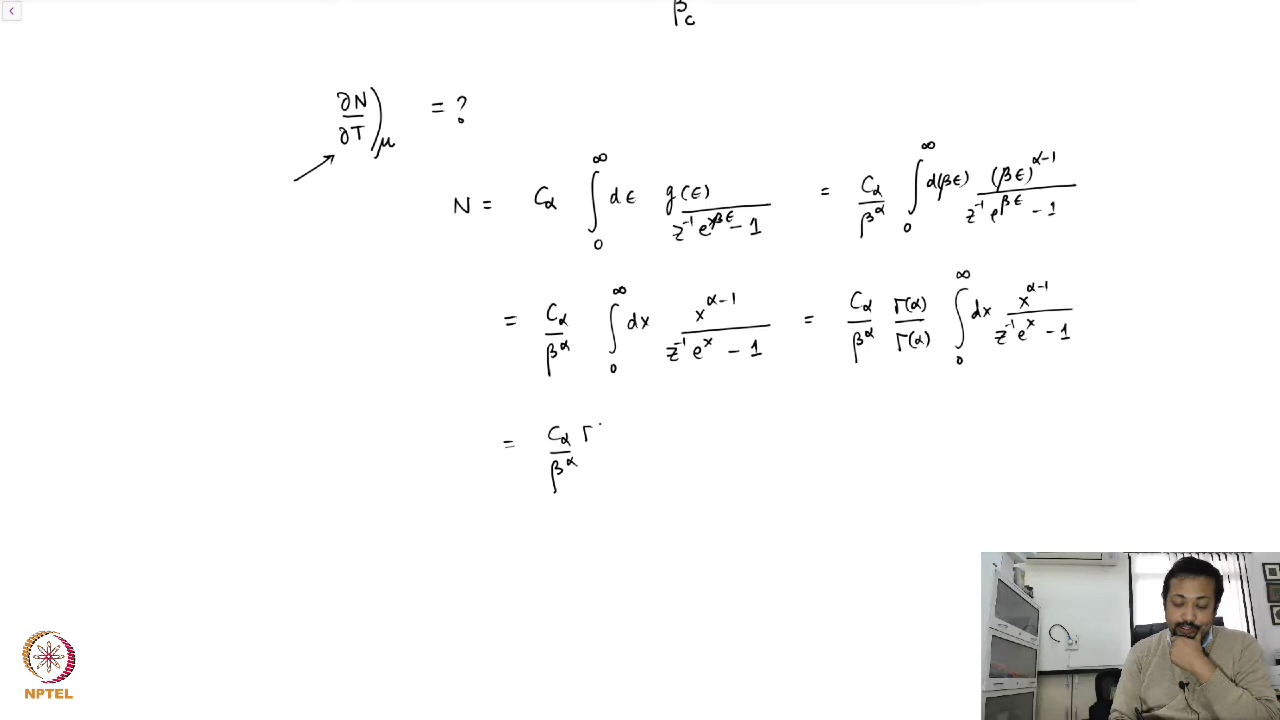 β_c
∂N/∂T)_μ = ?
N = C_α ∫_0^∞ dϵ g(ϵ)/(z^{-1} e^{βϵ} - 1) = C_α/β^α ∫_0^∞ d(βϵ) (βϵ)^{α-1}/(z^{-1} e^{βϵ} - 1)
= C_α/β^α ∫_0^∞ dx x^{α-1}/(z^{-1} e^x - 1) = C_α/β^α Γ(α)/Γ(α) ∫_0^∞ dx x^{α-1}/(z^{-1} e^x - 1)
= C_α/β^α Γ
NPTEL